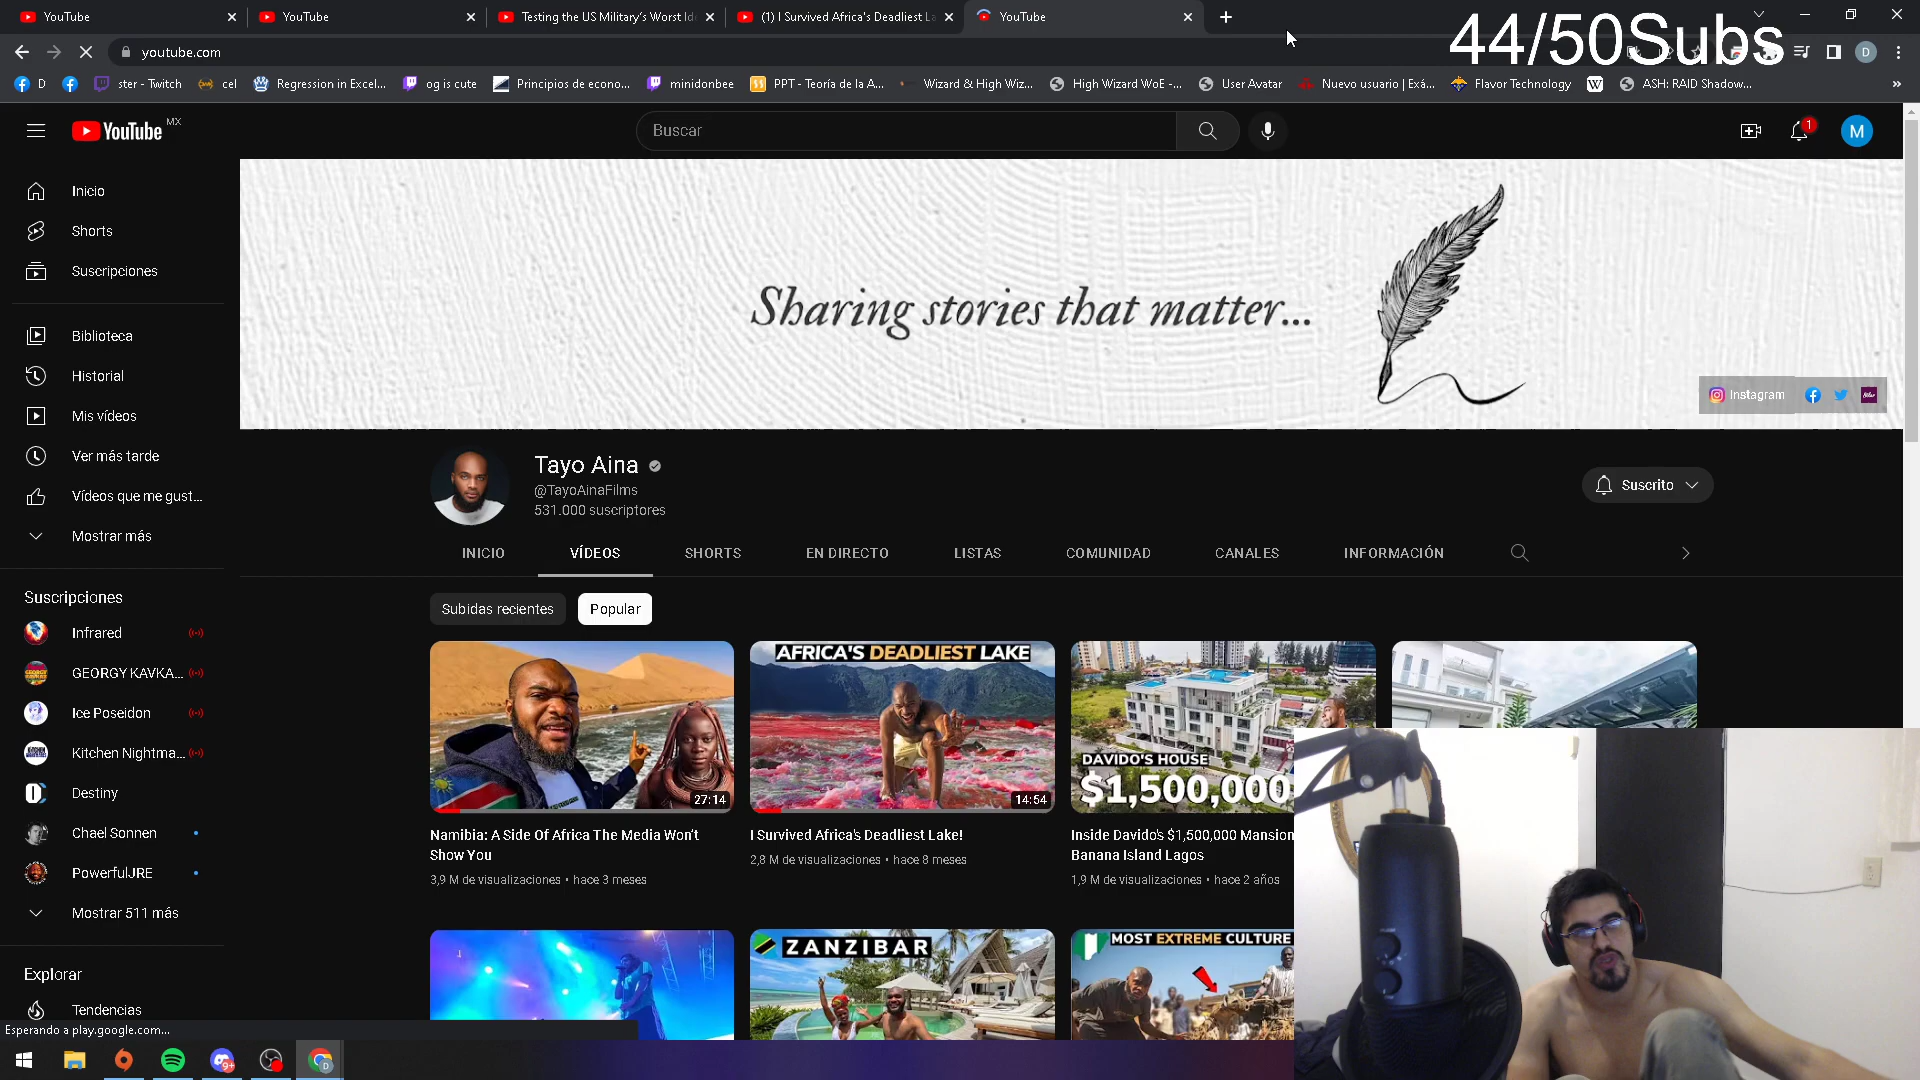 YouTube
YouTube
Testing the US Military's Worst Id
(1) I Survived Africa's Deadliest La
YouTube
44/50Subs
youtube.com
D
ster - Twitch
cel
Regression in Excel...
og is cute
Principios de econo...
minidonbee
PPT - Teoría de la A...
Wizard & High Wiz...
High Wizard WoE -...
User Avatar
Nuevo usuario | Exá...
Flavor Technology
W
ASH: RAID Shadow...
»
YouTube MX
Buscar
1
M
Inicio
Shorts
Suscripciones
Biblioteca
Historial
Mis vídeos
Ver más tarde
Vídeos que me gust...
Mostrar más
Suscripciones
Infrared
GEORGY KAVKA...
Ice Poseidon
Kitchen Nightma...
Destiny
Chael Sonnen
PowerfulJRE
Mostrar 511 más
Explorar
Tendencias
Esperando a play.google.com...
Sharing stories that matter...
Instagram
Tayo Aina
@TayoAinaFilms
531.000 suscriptores
Suscrito
INICIO
VÍDEOS
SHORTS
EN DIRECTO
LISTAS
COMUNIDAD
CANALES
INFORMACIÓN
Subidas recientes
Popular
27:14
Namibia: A Side Of Africa The Media Won't
Show You
3,9 M de visualizaciones • hace 3 meses
AFRICA'S DEADLIEST LAKE
14:54
I Survived Africa's Deadliest Lake!
2,8 M de visualizaciones • hace 8 meses
DAVIDO'S HOUSE
$1,500,000
Inside Davido's $1,500,000 Mansion
Banana Island Lagos
1,9 M de visualizaciones • hace 2 años
ZANZIBAR
MOST EXTREME CULTURE
9+
D